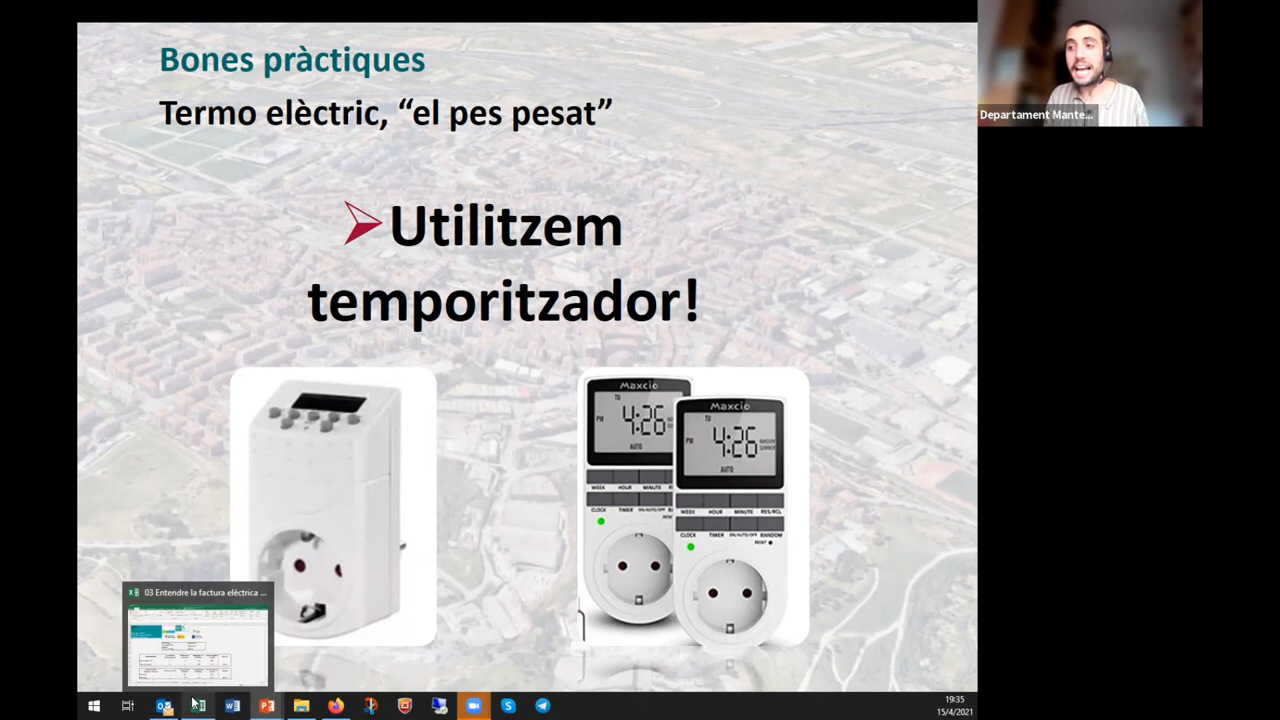 Bones pràctiques
Termo elèctric, “el pes pesat”
Utilitzem
temporitzador!
Departament Mante...
Maxcio
TU
PM
4:26
AUTO
WEEK HOUR MINUTE
CLOCK TIMER ON/AUTO/OFF
Maxcio
TU
PM
4:26
AUTO
WEEK HOUR MINUTE RES/RCL
CLOCK TIMER ON/AUTO/OFF RANDOM
RESET
03 Entendre la factura elèctrica ...
19:35
15/4/2021